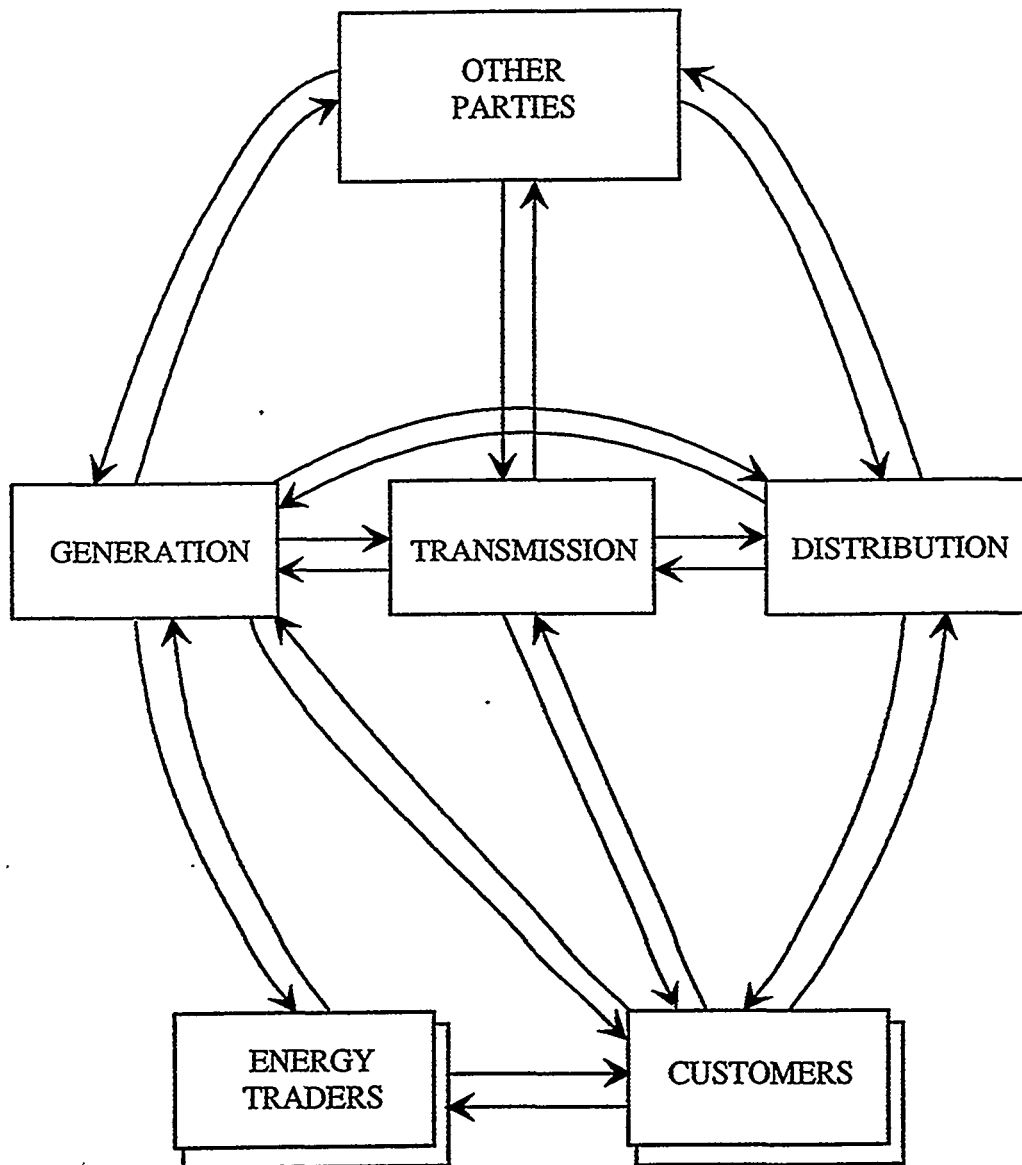 OTHER
PARTIES
GENERATION
TRANSMISSION
DISTRIBUTION
ENERGY
TRADERS
CUSTOMERS